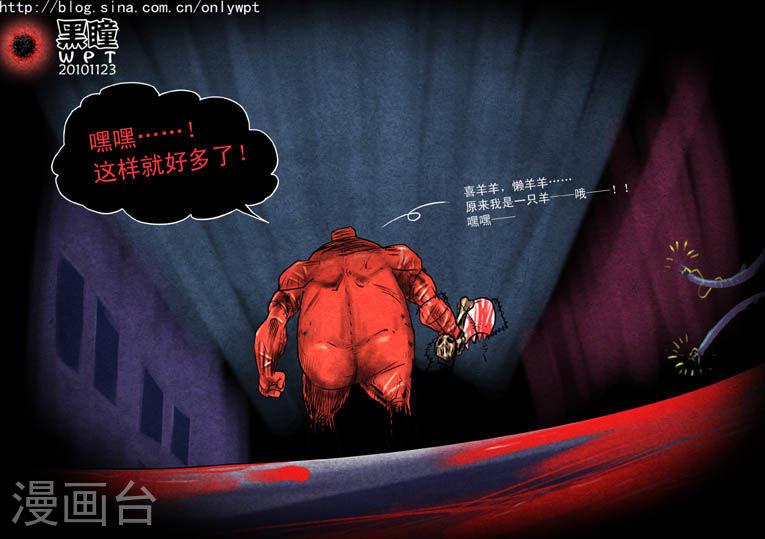 http://blog.sina.com.cn/onlywpt
黑瞳
WPT
20101123
嘿嘿……！
这样就好多了！
喜羊羊，懒羊羊……
原来我是一只羊——哦——！！
嘿嘿——
漫画台